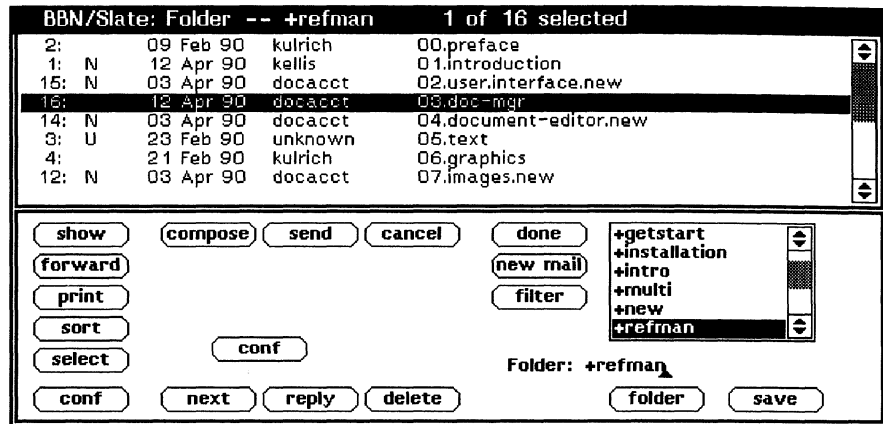 BBN/Slate: Folder -- +refman 1 of 16 selected
2: 09 Feb 90 kulrich 00.preface
1: N 12 Apr 90 kellis 01.introduction
15: N 03 Apr 90 docacct 02.user.interface.new
16: 12 Apr 90 docacct 03.doc-mgr
14: N 03 Apr 90 docacct 04.document-editor.new
3: U 23 Feb 90 unknown 05.text
4: 21 Feb 90 kulrich 06.graphics
12: N 03 Apr 90 docacct 07.images.new
show compose send cancel done +getstart
+installation
forward new mail +intro
print filter +multi
+new
sort +refman
conf
select Folder: +refman
conf next reply delete folder save